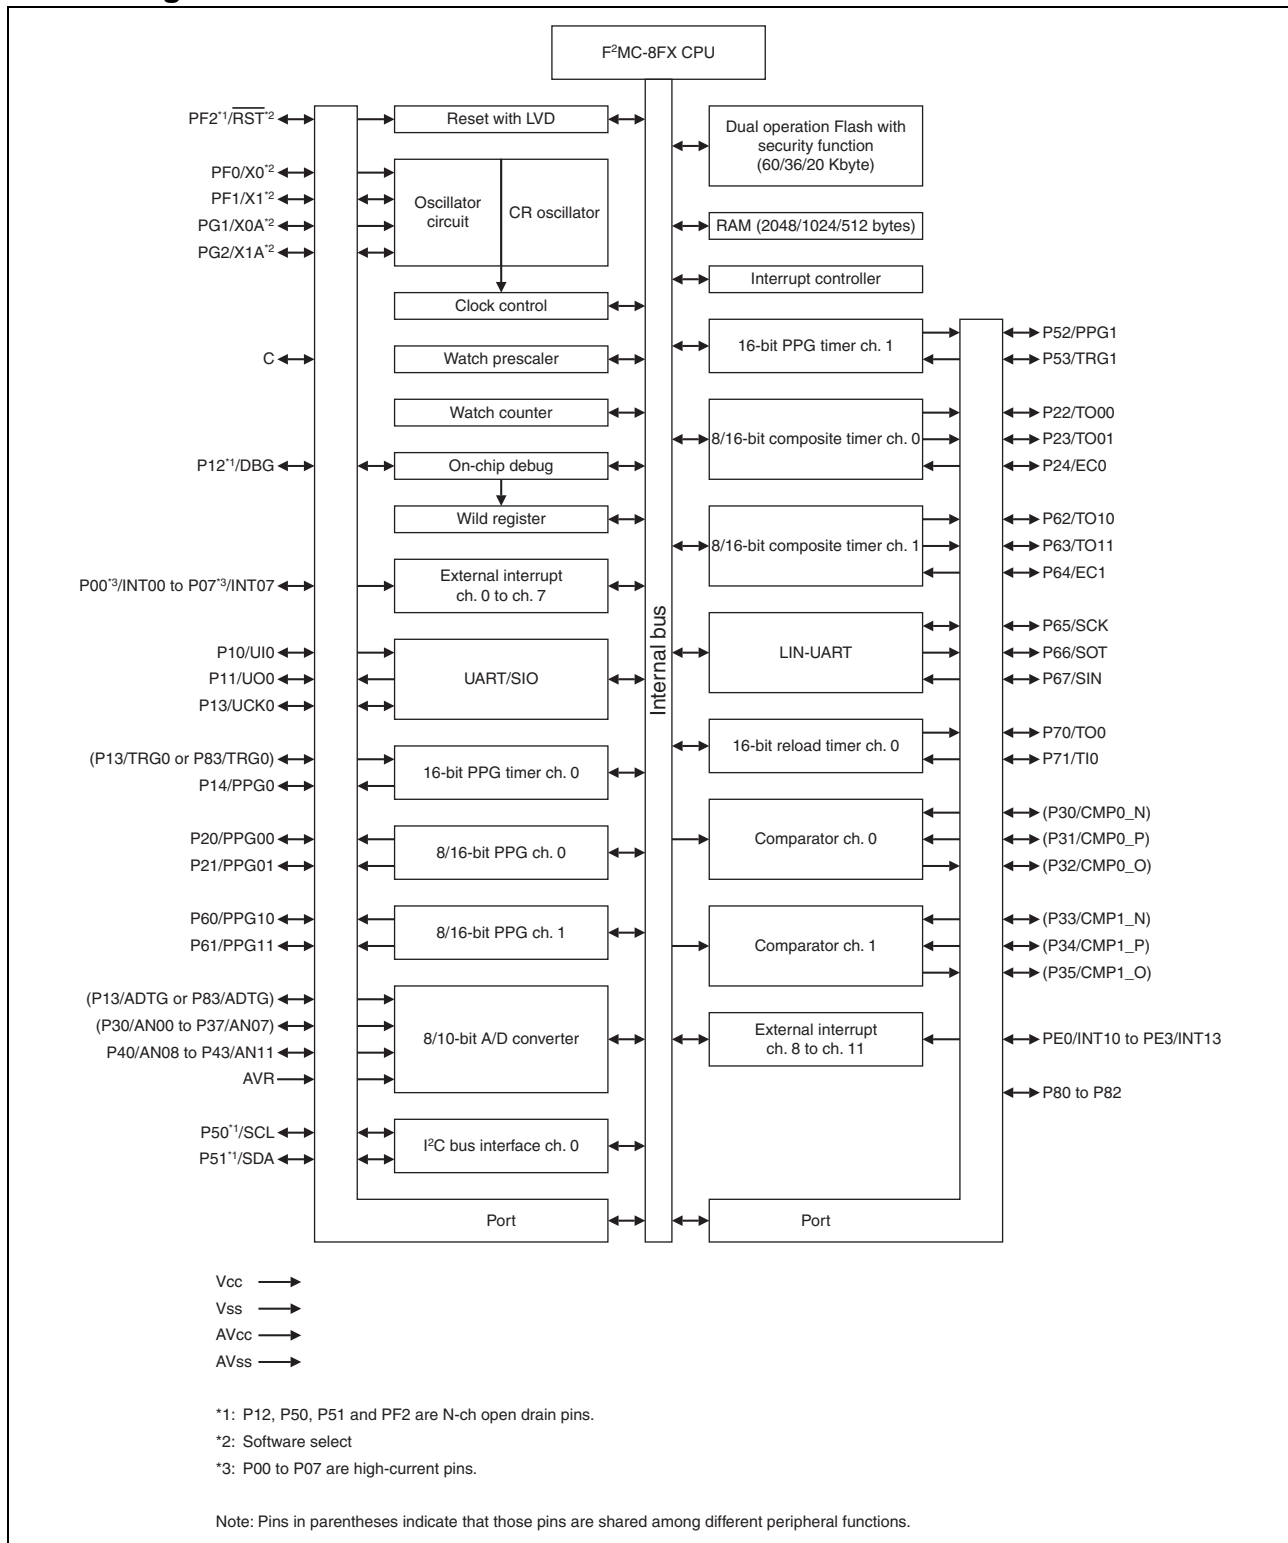 F²MC-8FX CPU
PF2*1/RST*2
Reset with LVD
Dual operation Flash with
security function
(60/36/20 Kbyte)
PF0/X0*2
PF1/X1*2
PG1/X0A*2
PG2/X1A*2
Oscillator
circuit
CR oscillator
RAM (2048/1024/512 bytes)
Interrupt controller
Clock control
C
Watch prescaler
16-bit PPG timer ch. 1
P52/PPG1
P53/TRG1
Watch counter
8/16-bit composite timer ch. 0
P22/TO00
P23/TO01
P24/EC0
P12*1/DBG
On-chip debug
Wild register
8/16-bit composite timer ch. 1
P62/TO10
P63/TO11
P64/EC1
P00*3/INT00 to P07*3/INT07
External interrupt
ch. 0 to ch. 7
Internal bus
P10/UI0
P11/UO0
P13/UCK0
UART/SIO
LIN-UART
P65/SCK
P66/SOT
P67/SIN
(P13/TRG0 or P83/TRG0)
P14/PPG0
16-bit PPG timer ch. 0
16-bit reload timer ch. 0
P70/TO0
P71/TI0
P20/PPG00
P21/PPG01
8/16-bit PPG ch. 0
Comparator ch. 0
(P30/CMP0_N)
(P31/CMP0_P)
(P32/CMP0_O)
P60/PPG10
P61/PPG11
8/16-bit PPG ch. 1
Comparator ch. 1
(P33/CMP1_N)
(P34/CMP1_P)
(P35/CMP1_O)
(P13/ADTG or P83/ADTG)
(P30/AN00 to P37/AN07)
P40/AN08 to P43/AN11
AVR
8/10-bit A/D converter
External interrupt
ch. 8 to ch. 11
PE0/INT10 to PE3/INT13
P80 to P82
P50*1/SCL
P51*1/SDA
I²C bus interface ch. 0
Port
Port
Vcc
Vss
AVcc
AVss
*1: P12, P50, P51 and PF2 are N-ch open drain pins.
*2: Software select
*3: P00 to P07 are high-current pins.
Note: Pins in parentheses indicate that those pins are shared among different peripheral functions.